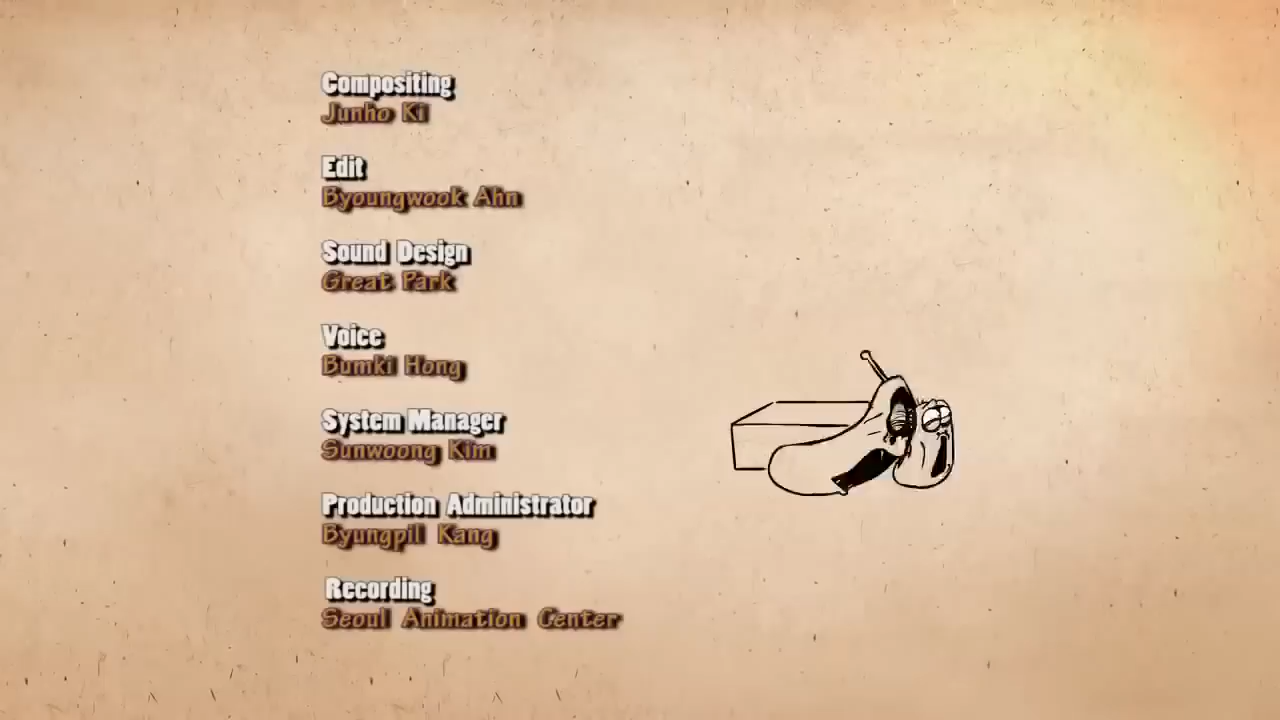 Compositing
Junho Ki
Edit
Byoungwook Ahn
Sound Design
Great Park
Voice
Bumki Hong
System Manager
Sunwoong Kim
Production Administrator
Byungpil Kang
Recording
Seoul Animation Center